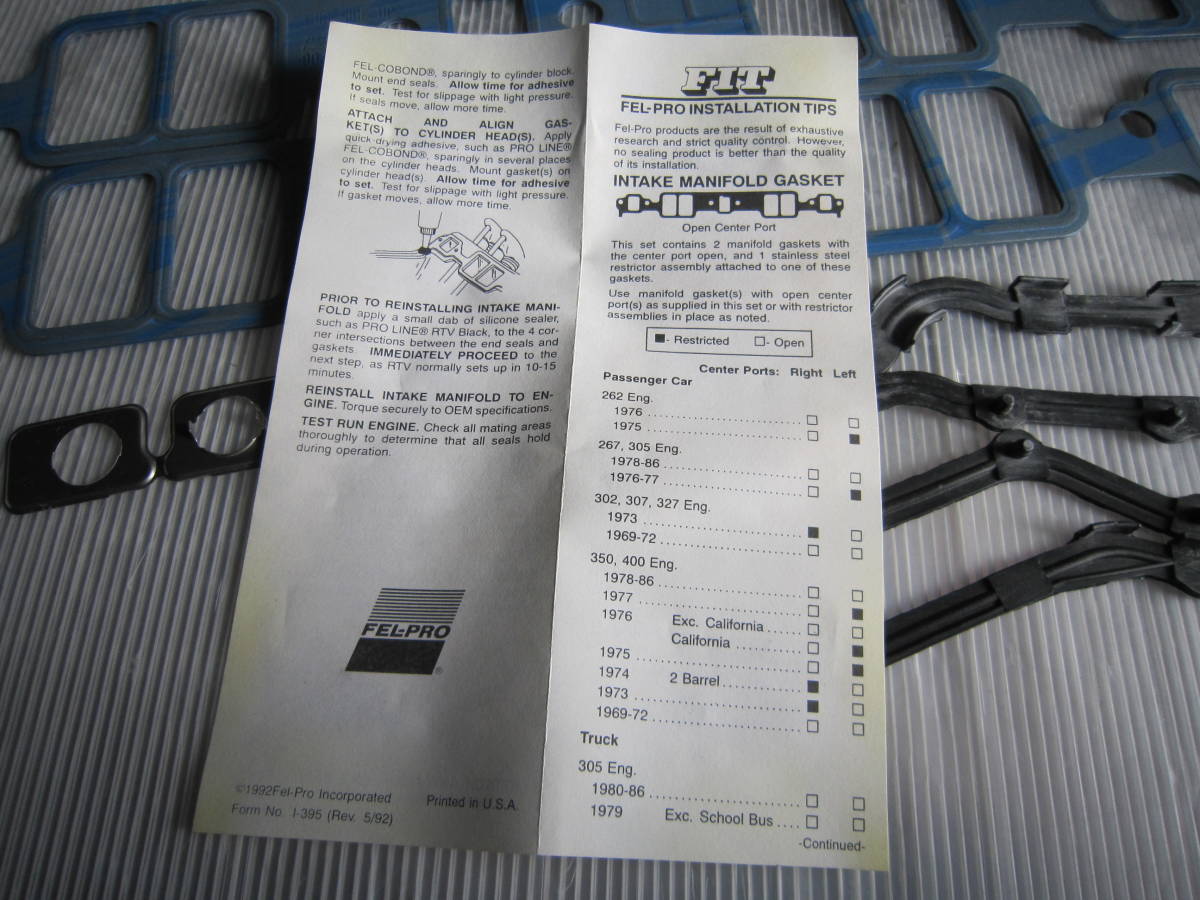 FEL-COBOND®, sparingly to cylinder block.
Mount end seals. Allow time for adhesive
to set. Test for slippage with light pressure.
If seals move, allow more time.
ATTACH AND ALIGN GAS-
KET(S) TO CYLINDER HEAD(S). Apply
quick-drying adhesive, such as PRO LINE®
FEL-COBOND®, sparingly in several places
on the cylinder heads. Mount gasket(s) on
cylinder head(s). Allow time for adhesive
to set. Test for slippage with light pressure.
If gasket moves, allow more time.
PRIOR TO REINSTALLING INTAKE MANI-
FOLD apply a small dab of silicone sealer,
such as PRO LINE® RTV Black, to the 4 cor-
ner intersections between the end seals and
gaskets. IMMEDIATELY PROCEED to the
next step, as RTV normally sets up in 10-15
minutes.
REINSTALL INTAKE MANIFOLD TO EN-
GINE. Torque securely to OEM specifications.
TEST RUN ENGINE. Check all mating areas
thoroughly to determine that all seals hold
during operation.
FEL-PRO®
©1992Fel-Pro Incorporated Printed in U.S.A.
Form No. I-395 (Rev. 5/92)
FIT
FEL-PRO INSTALLATION TIPS
Fel-Pro products are the result of exhaustive
research and strict quality control. However,
no sealing product is better than the quality
of its installation.
INTAKE MANIFOLD GASKET
Open Center Port
This set contains 2 manifold gaskets with
the center port open, and 1 stainless steel
restrictor assembly attached to one of these
gaskets.
Use manifold gasket(s) with open center
port(s) as supplied in this set or with restrictor
assemblies in place as noted.
■- Restricted □- Open
Center Ports: Right Left
Passenger Car
262 Eng.
1976 .................... □ □
1975 .................... □ ■
267, 305 Eng.
1978-86 .................... □ □
1976-77 .................... □ ■
302, 307, 327 Eng.
1973 .................... ■ □
1969-72 .................... □ □
350, 400 Eng.
1978-86 .................... □ □
1977 .................... □ ■
1976 Exc. California ...... □ □
California .......... □ ■
1975 .................... □ ■
1974 2 Barrel ............ ■ □
1973 .................... ■ □
1969-72 .................... □ □
Truck
305 Eng.
1980-86 .................... □ □
1979 Exc. School Bus .... □ □
-Continued-